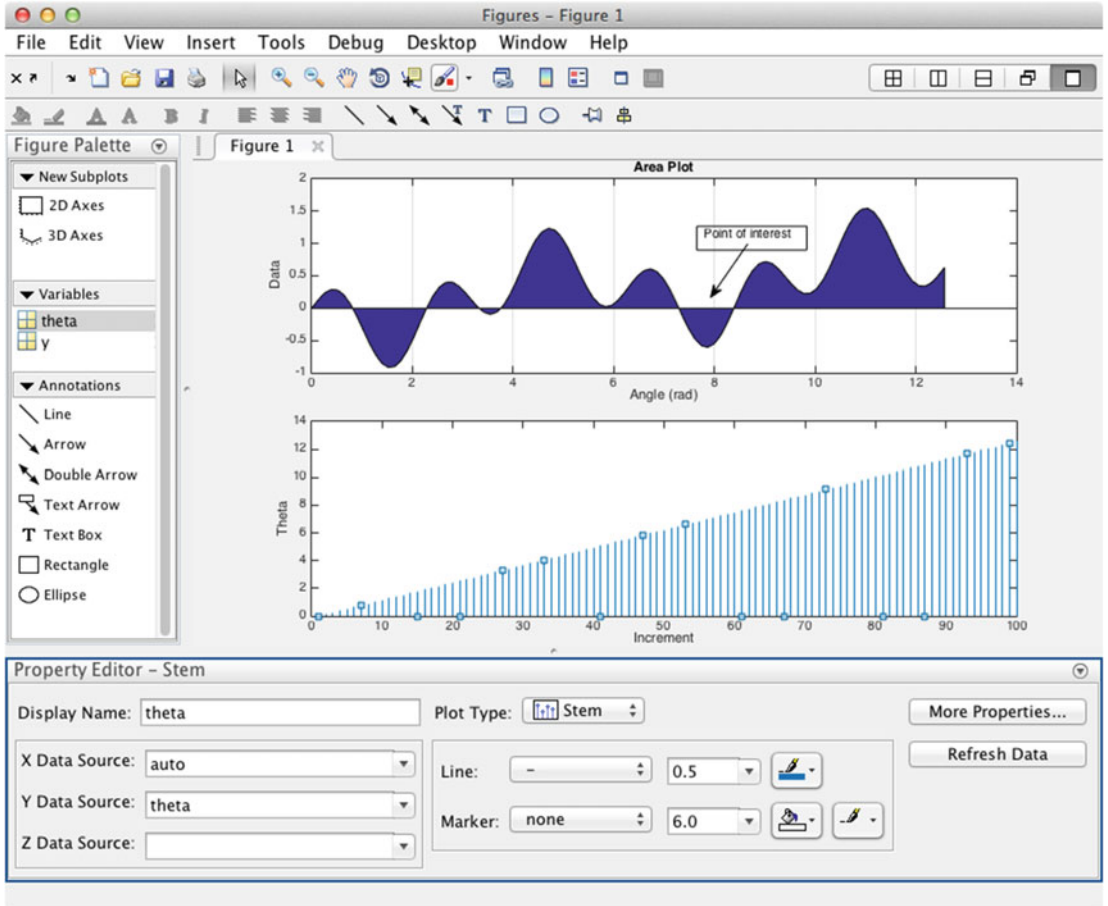 Figures – Figure 1
File Edit View Insert Tools Debug Desktop Window Help
B I T T
Figure Palette
Figure 1 ×
New Subplots
2D Axes
3D Axes
Variables
theta
y
Annotations
Line
Arrow
Double Arrow
Text Arrow
T Text Box
Rectangle
Ellipse
Area Plot
2
1.5
1
0.5
0
-0.5
-1
Data
Point of interest
0 2 4 6 8 10 12 14
Angle (rad)
14
12
10
8
6
4
2
0
Theta
0 10 20 30 40 50 60 70 80 90 100
Increment
Property Editor – Stem
Display Name: theta
Plot Type: Stem
More Properties...
Refresh Data
X Data Source: auto
Y Data Source: theta
Z Data Source:
Line: – 0.5
Marker: none 6.0